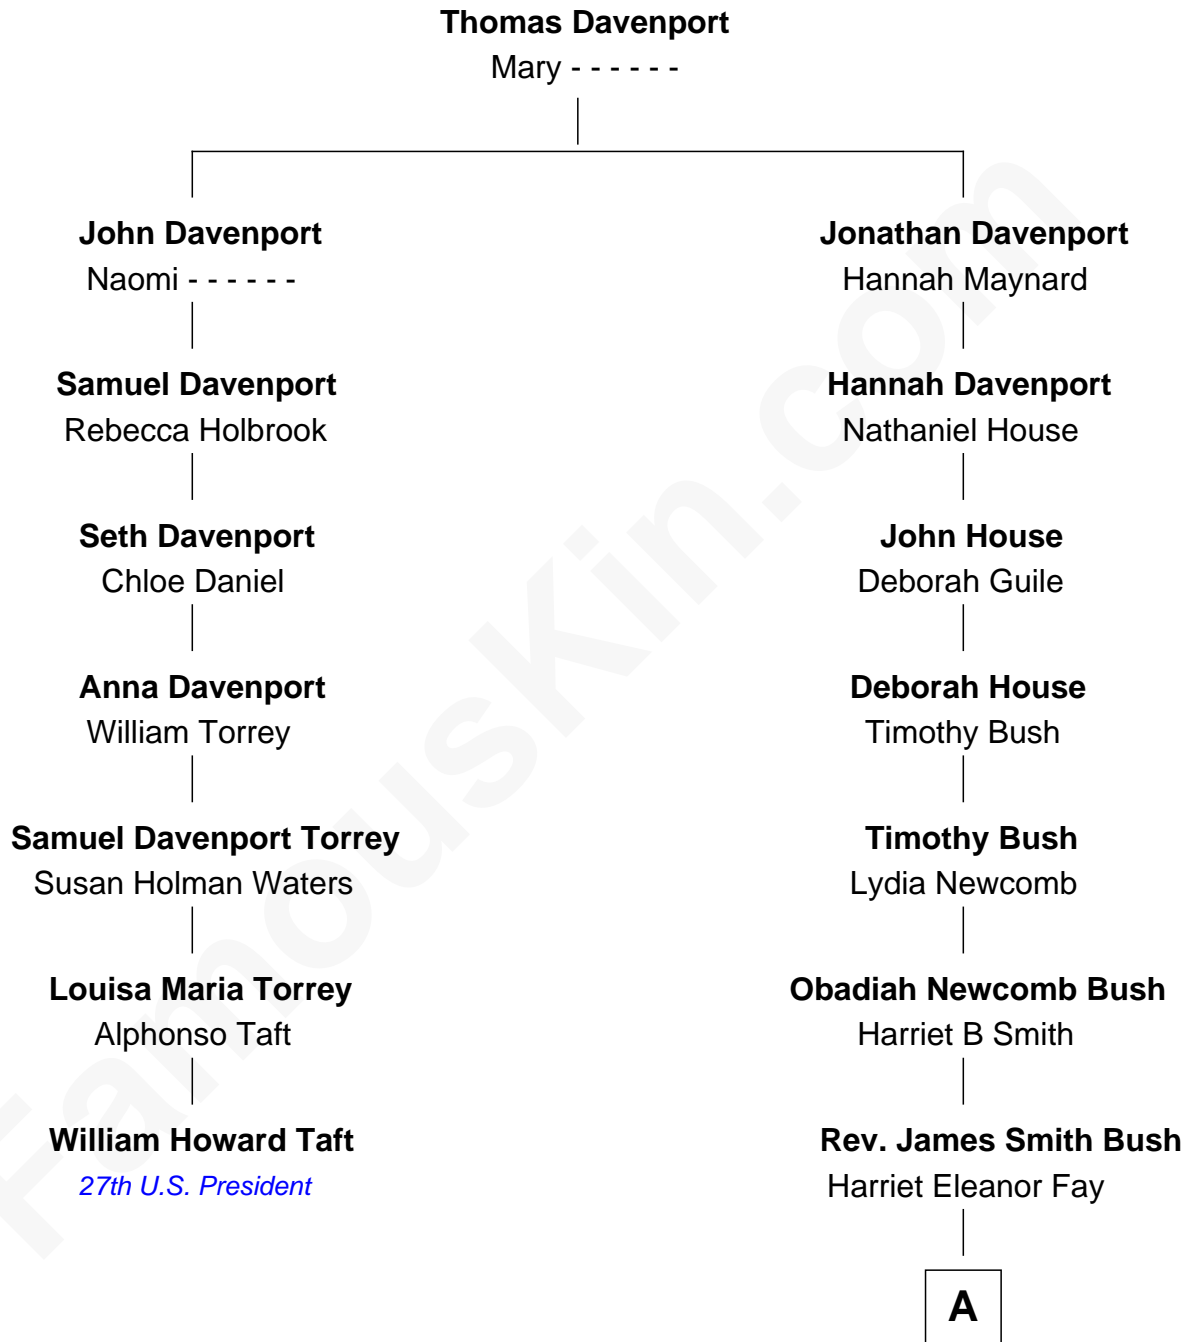 Thomas Davenport
Mary - - - - - -
John Davenport
Naomi - - - - - -
Jonathan Davenport
Hannah Maynard
Samuel Davenport
Rebecca Holbrook
Hannah Davenport
Nathaniel House
Seth Davenport
Chloe Daniel
John House
Deborah Guile
Anna Davenport
William Torrey
Deborah House
Timothy Bush
Samuel Davenport Torrey
Susan Holman Waters
Timothy Bush
Lydia Newcomb
Louisa Maria Torrey
Alphonso Taft
Obadiah Newcomb Bush
Harriet B Smith
William Howard Taft
27th U.S. President
Rev. James Smith Bush
Harriet Eleanor Fay
A
FamousKin.com